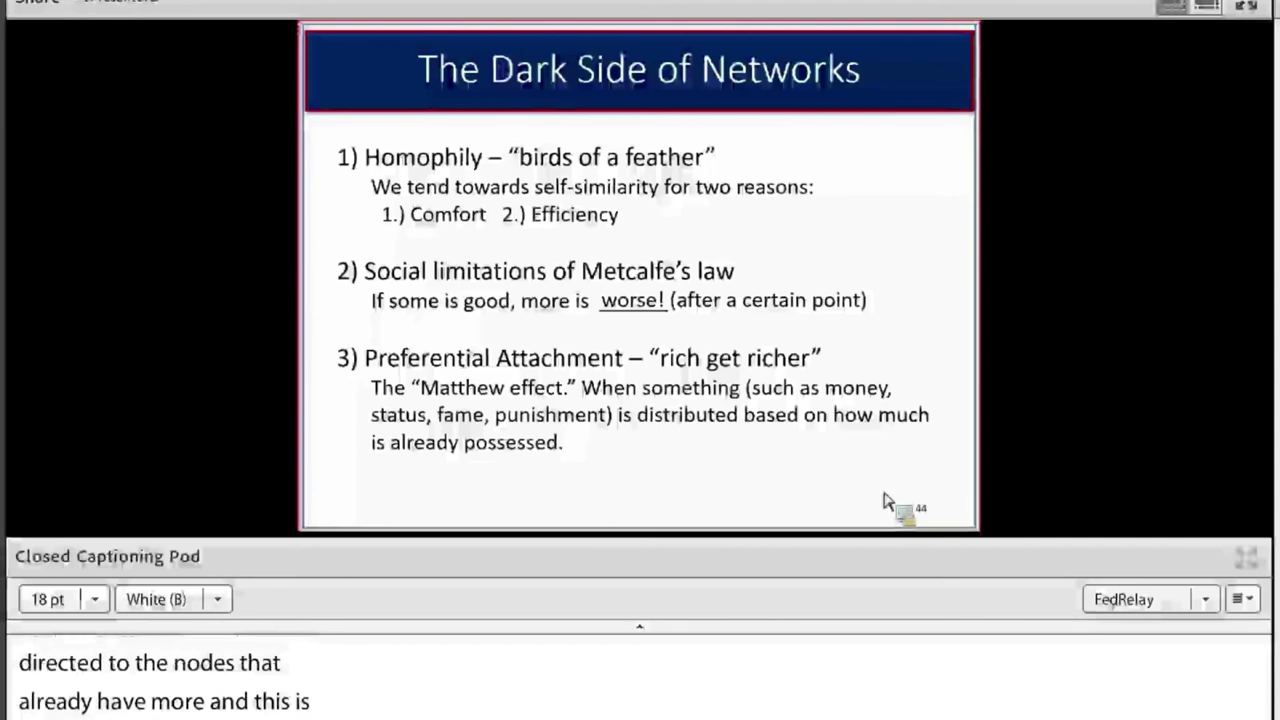 The Dark Side of Networks
1) Homophily – “birds of a feather”
We tend towards self-similarity for two reasons:
1.) Comfort 2.) Efficiency
2) Social limitations of Metcalfe’s law
If some is good, more is worse! (after a certain point)
3) Preferential Attachment – “rich get richer”
The “Matthew effect.” When something (such as money,
status, fame, punishment) is distributed based on how much
is already possessed.
44
Closed Captioning Pod
18 pt White (B) FedRelay
directed to the nodes that
already have more and this is